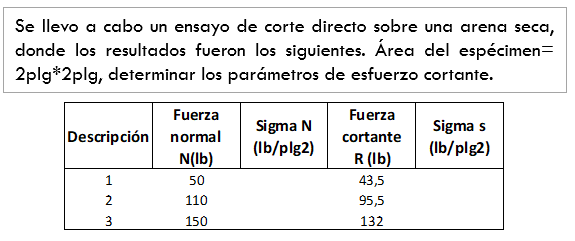 Se llevo a cabo un ensayo de corte directo sobre una arena seca,
donde los resultados fueron los siguientes. Área del espécimen=
2plg*2plg, determinar los parámetros de esfuerzo cortante.
Descripción Fuerza normal N(lb) Sigma N (lb/plg2) Fuerza cortante R (lb) Sigma s (lb/plg2)
1 50 43,5
2 110 95,5
3 150 132